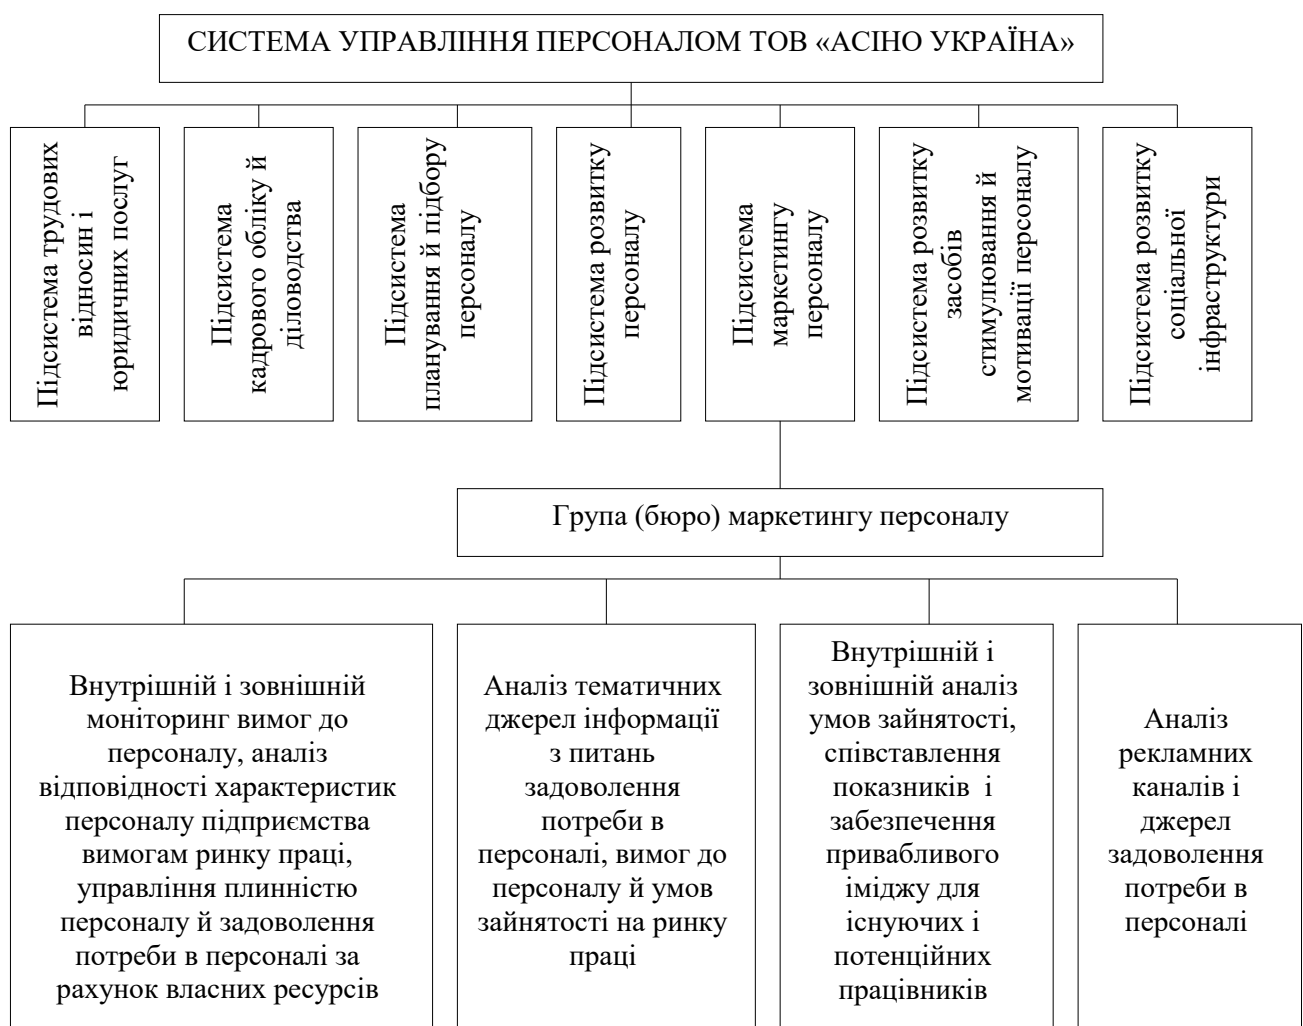 СИСТЕМА УПРАВЛІННЯ ПЕРСОНАЛОМ ТОВ «АСІНО УКРАЇНА»
Підсистема трудових
відносин і
юридичних послуг
Підсистема
кадрового обліку й
діловодства
Підсистема
планування й підбору
персоналу
Підсистема розвитку
персоналу
Підсистема
маркетингу
персоналу
Підсистема розвитку
засобів
стимулювання й
мотивації персоналу
Підсистема розвитку
соціальної
інфраструктури
Група (бюро) маркетингу персоналу
Внутрішній і зовнішній
моніторинг вимог до
персоналу, аналіз
відповідності характеристик
персоналу підприємства
вимогам ринку праці,
управління плинністю
персоналу й задоволення
потреби в персоналі за
рахунок власних ресурсів
Аналіз тематичних
джерел інформації
з питань
задоволення
потреби в
персоналі, вимог до
персоналу й умов
зайнятості на ринку
праці
Внутрішній і
зовнішній аналіз
умов зайнятості,
співставлення
показників і
забезпечення
привабливого
іміджу для
існуючих і
потенційних
працівників
Аналіз
рекламних
каналів і
джерел
задоволення
потреби в
персоналі